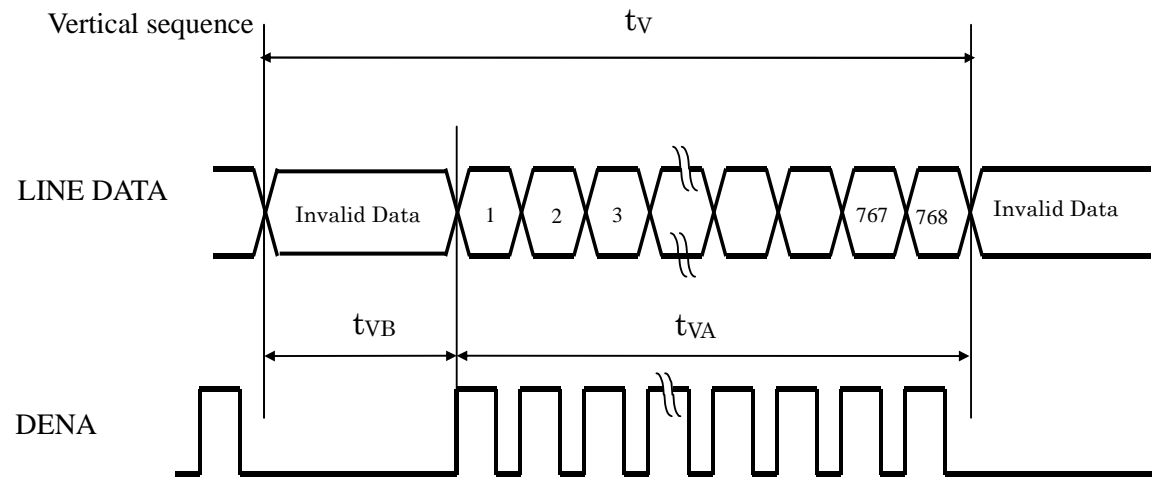 Vertical sequence
tV
LINE DATA
Invalid Data
1
2
3
767
768
Invalid Data
tVB
tVA
DENA